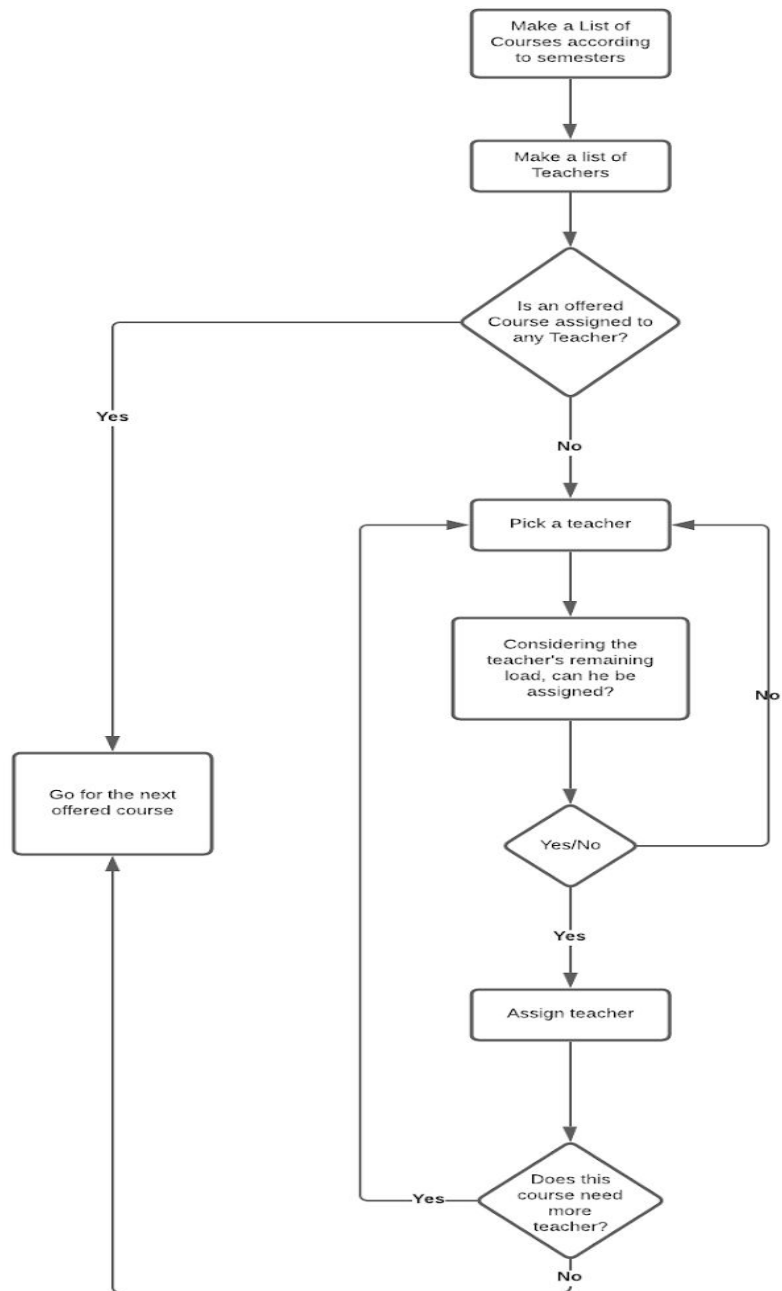 Make a List of
Courses according
to semesters
Make a list of
Teachers
Is an offered
Course assigned to
any Teacher?
Yes
No
Pick a teacher
Considering the
teacher's remaining
load, can he be
assigned?
No
Go for the next
offered course
Yes/No
Yes
Assign teacher
Does this
course need
more
teacher?
Yes
No